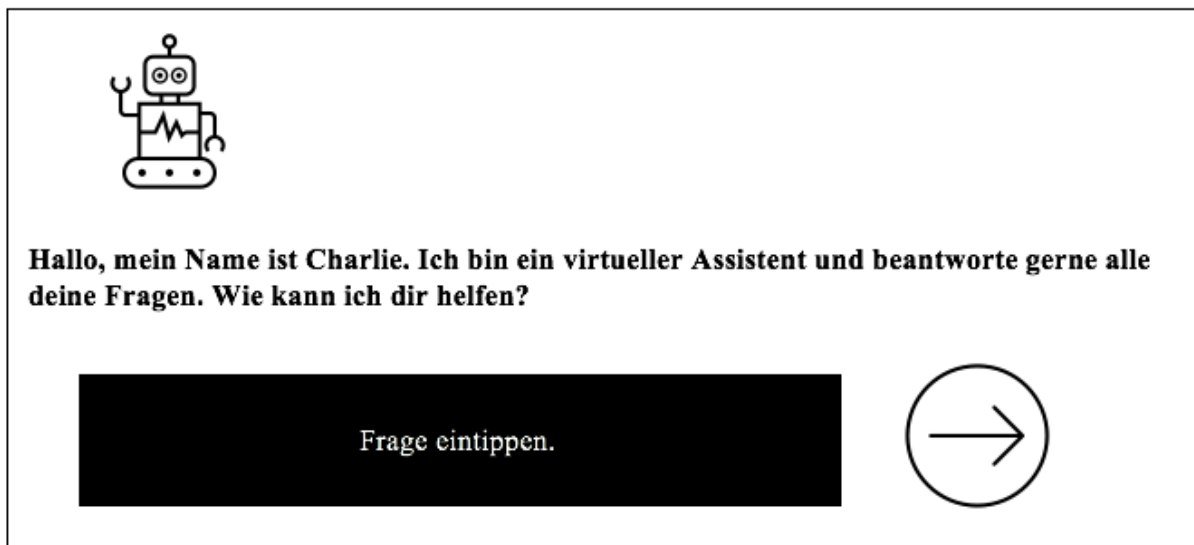 Hallo, mein Name ist Charlie. Ich bin ein virtueller Assistent und beantworte gerne alle
deine Fragen. Wie kann ich dir helfen?
Frage eintippen.